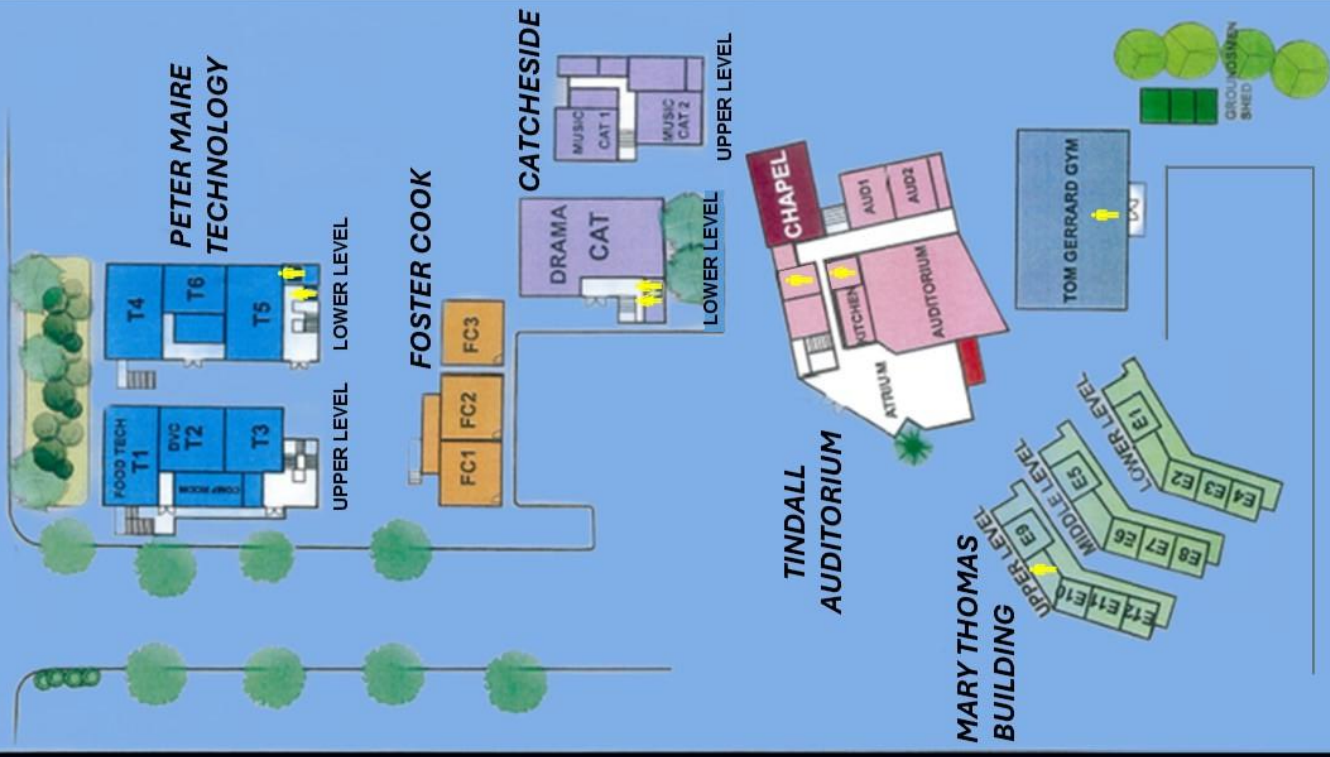 PETER MAIRE
TECHNOLOGY
T4
T6
T5
LOWER LEVEL
FOOD TECH
T1
DVC
T2
T3
COMP ROOM
UPPER LEVEL
FOSTER COOK
FC1
FC2
FC3
CATCHESIDE
MUSIC
CAT 1
MUSIC
CAT 2
UPPER LEVEL
DRAMA
CAT
LOWER LEVEL
TINDALL
AUDITORIUM
CHAPEL
AUD1
AUD2
KITCHEN
AUDITORIUM
ATRIUM
TOM GERRARD GYM
GROUNDSMEN
SHED
MARY THOMAS
BUILDING
UPPER LEVEL
E9
E10
E11
E12
MIDDLE LEVEL
E5
E6
E7
E8
LOWER LEVEL
E1
E2
E3
E4